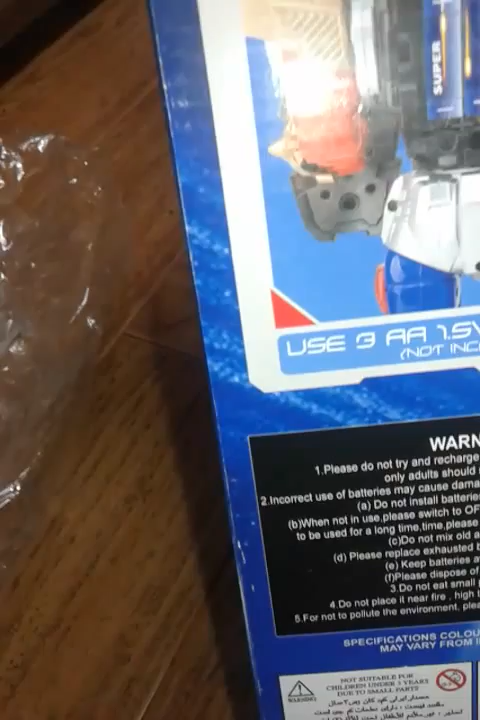 SUPER
USE 3 AA 1.5V
(NOT INC
WARN
1.Please do not try and recharge
only adults should
2.Incorrect use of batteries may cause dama
(a) Do not install batterie
(b)When not in use,please switch to OF
to be used for a long time,time,please
(c)Do not mix old a
(d) Please replace exhausted b
(e) Keep batteries a
(f)Please dispose of
3.Do not eat small
4.Do not place it near fire , high
5.For not to pollute the environment, plea
SPECIFICATIONS COLOU
MAY VARY FROM I
WARNING
NOT SUITABLE FOR
CHILDREN UNDER 3 YEARS
DUE TO SMALL PARTS